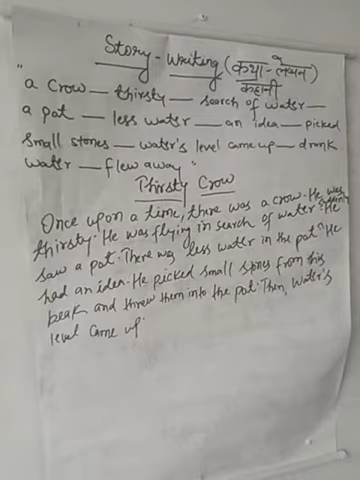 Story-Writing (कथा-लेखन)
कहानी
"a crow — thirsty — search of water —
a pot — less water — an idea — picked
small stones — water's level came up — drank
water — flew away"
Thirsty Crow
Once upon a time, there was a crow. He was
thirsty. He was flying in search of water. He
saw a pot. There was less water in the pot. He
had an idea. He picked small stones from his
beak and threw them into the pot. Then, water's
level came up.